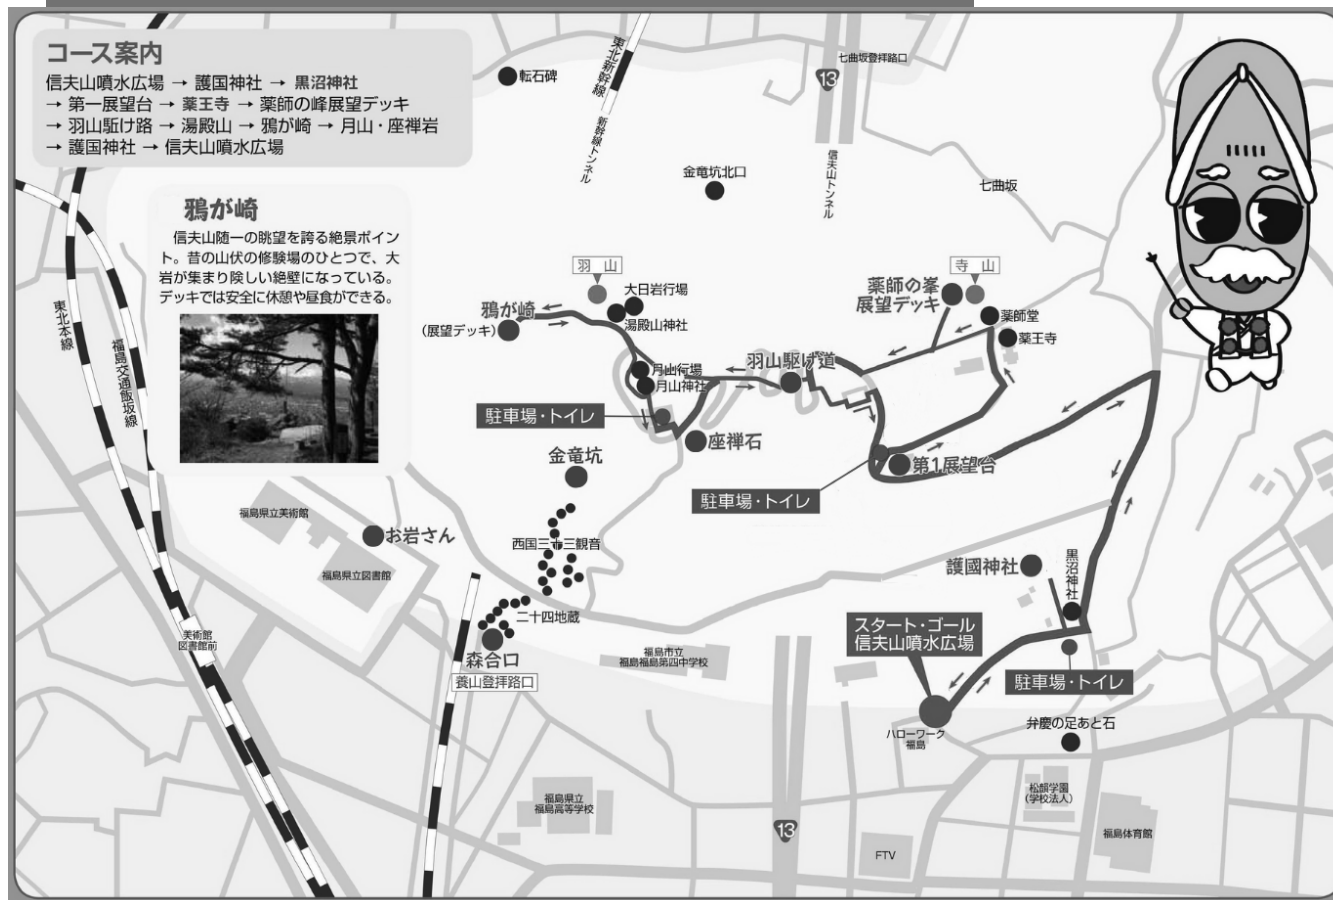 コース案内
信夫山噴水広場 → 護国神社 → 黒沼神社
→ 第一展望台 → 薬王寺 → 薬師の峰展望デッキ
→ 羽山駈け路 → 湯殿山 → 鴉が崎 → 月山・座禅岩
→ 護国神社 → 信夫山噴水広場
鴉が崎
信夫山随一の眺望を誇る絶景ポイン
ト。昔の山伏の修験場のひとつで、大
岩が集まり険しい絶壁になっている。
デッキでは安全に休憩や昼食ができる。
転石碑
東北新幹線
新幹線トンネル
13
七曲坂登拝路口
信夫山トンネル
金竜坑北口
七曲坂
東北本線
福島交通飯坂線
羽 山
大日岩行場
湯殿山神社
鴉が崎
(展望デッキ)
寺 山
薬師の峯
展望デッキ
薬師堂
薬王寺
月山行場
月山神社
羽山駆け道
駐車場・トイレ
座禅石
第1展望台
駐車場・トイレ
金竜坑
西国三十三観音
二十四地蔵
森合口
養山登拝路口
福島県立美術館
お岩さん
福島県立図書館
美術館
図書館前
福島市立
福島福島第四中学校
護國神社
黒沼神社
スタート・ゴール
信夫山噴水広場
駐車場・トイレ
ハローワーク
福島
弁慶の足あと石
福島県立
福島高等学校
13
FTV
松韻学園
(学校法人)
福島体育館